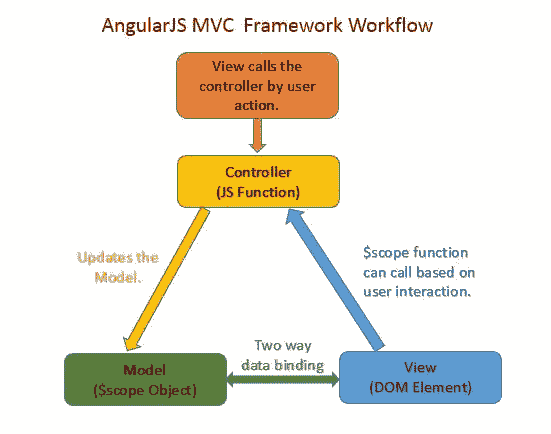 AngularJS MVC Framework Workflow
View calls the
controller by user
action.
Controller
(JS Function)
Updates the
Model.
$scope function
can call based on
user interaction.
Two way
data binding
Model
($scope Object)
View
(DOM Element)